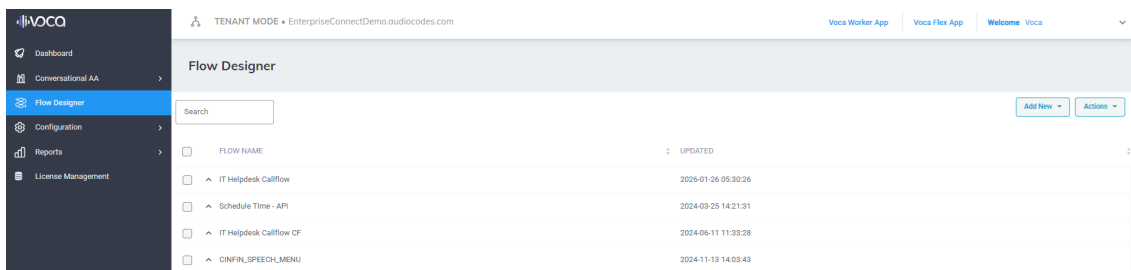 VOCA
TENANT MODE • EnterpriseConnectDemo.audiocodes.com
Voca Worker App
Voca Flex App
Welcome Voca
Dashboard
Conversational AA
Flow Designer
Configuration
Reports
License Management
Flow Designer
Search
Add New
Actions
FLOW NAME UPDATED
IT Helpdesk Callflow 2026-01-26 05:30:26
Schedule Time - API 2024-03-25 14:21:31
IT Helpdesk Callflow CF 2024-06-11 11:33:28
CINFIN_SPEECH_MENU 2024-11-13 14:03:43